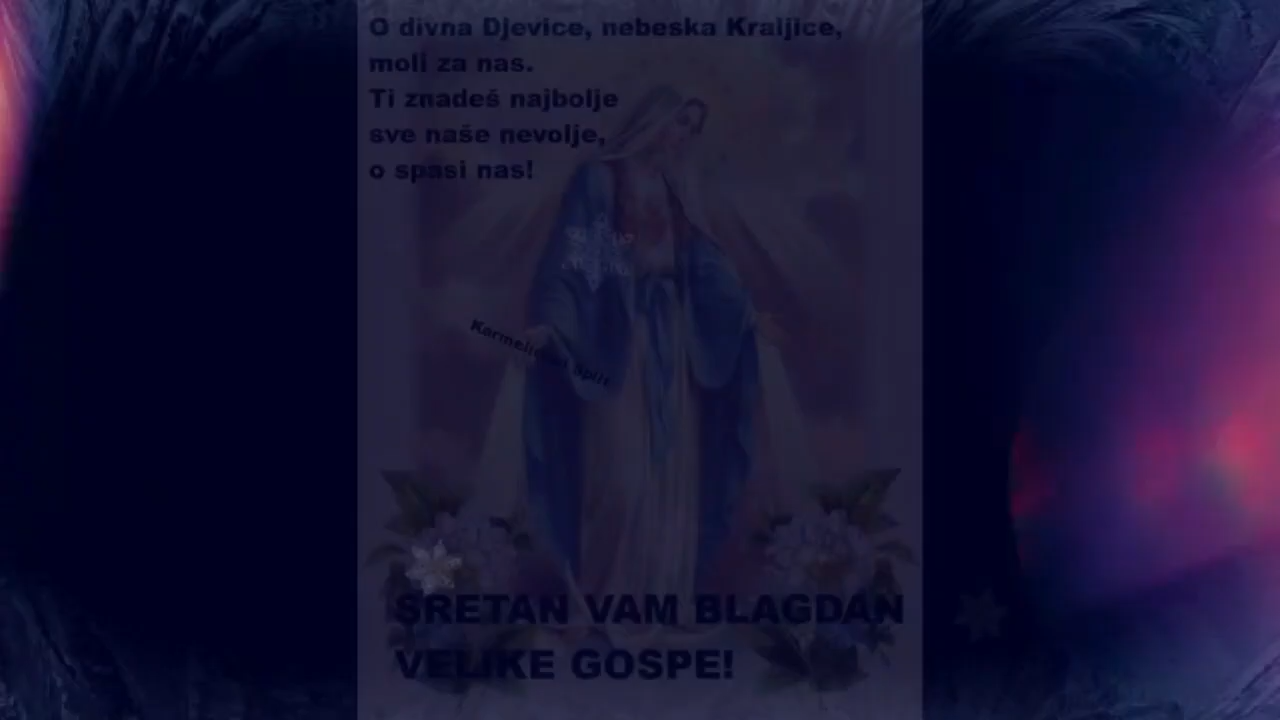 O divna Djevice, nebeska Kraljice,
moli za nas.
Ti znadeš najbolje
sve naše nevolje,
o spasi nas!
Split
SRETAN VAM BLAGDAN
VELIKE GOSPE!